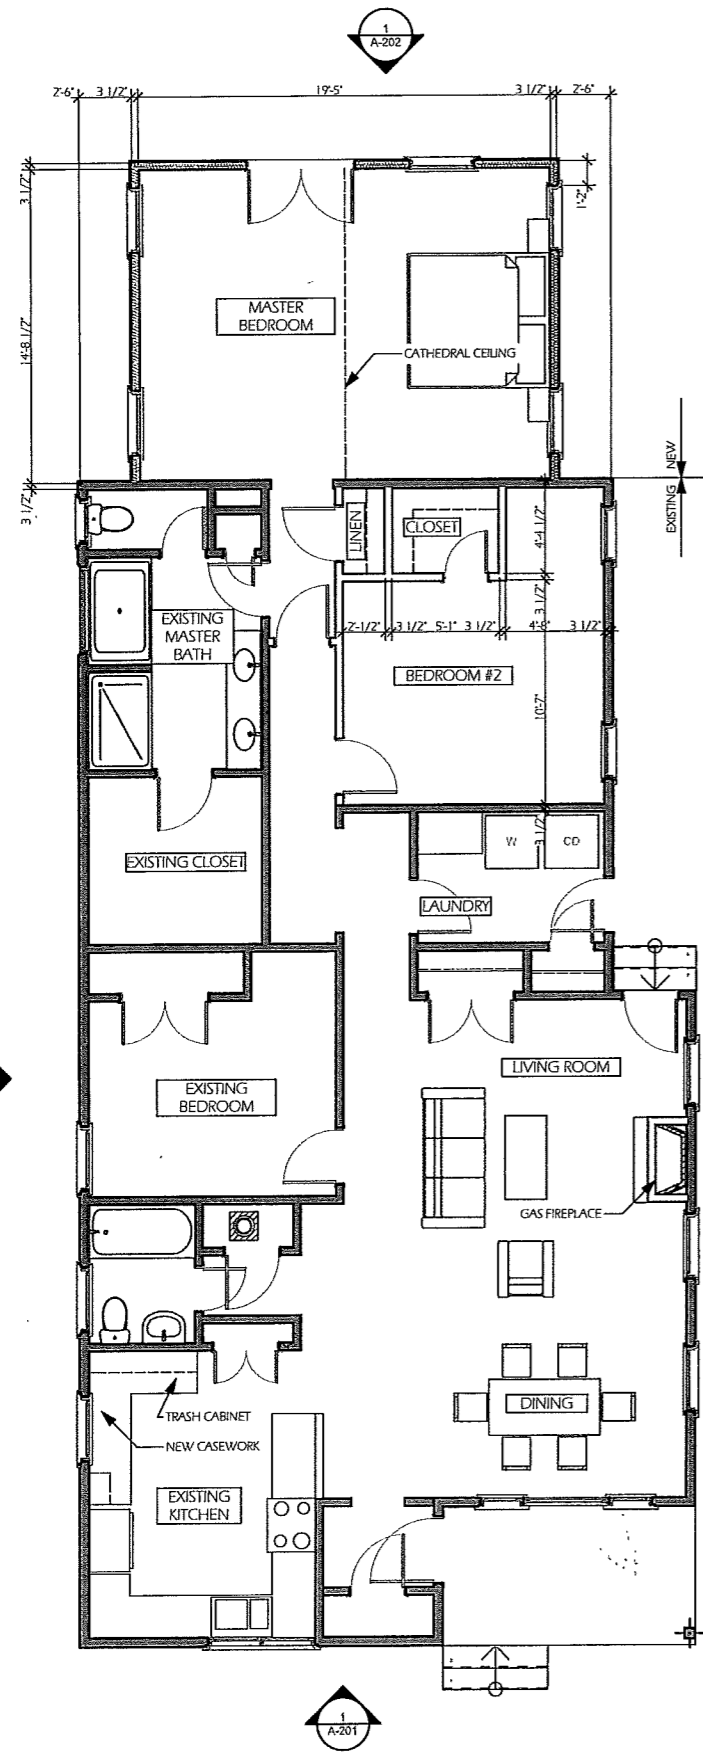 1
A-202
2'-6"
3 1/2"
19'-5"
3 1/2"
2'-6"
3 1/2"
1'-2"
MASTER
BEDROOM
14'-8 1/2"
CATHEDRAL CEILING
NEW
EXISTING
3 1/2"
LINEN
CLOSET
4'-4 1/2"
EXISTING
MASTER
BATH
3 1/2"
2'-1/2"
3 1/2"
5'-1"
3 1/2"
3 1/2"
BEDROOM #2
10'-7"
3 1/2"
W
CD
EXISTING CLOSET
LAUNDRY
LIVING ROOM
EXISTING
BEDROOM
GAS FIREPLACE
DINING
TRASH CABINET
NEW CASEWORK
EXISTING
KITCHEN
1
A-201